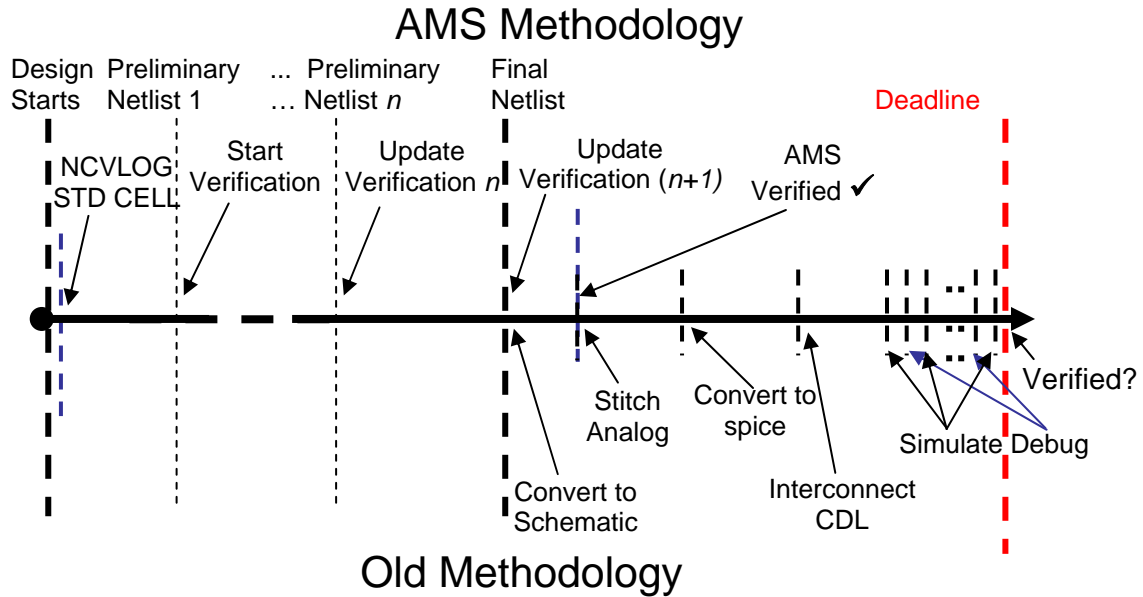 AMS Methodology
Design
Starts
Preliminary
Netlist 1
... Preliminary
… Netlist n
Final
Netlist
Deadline
NCVLOG
STD CELL
Start
Verification
Update
Verification n
Update
Verification (n+1)
AMS
Verified ✓
Verified?
Stitch
Analog
Convert to
spice
Simulate Debug
Convert to
Schematic
Interconnect
CDL
Old Methodology